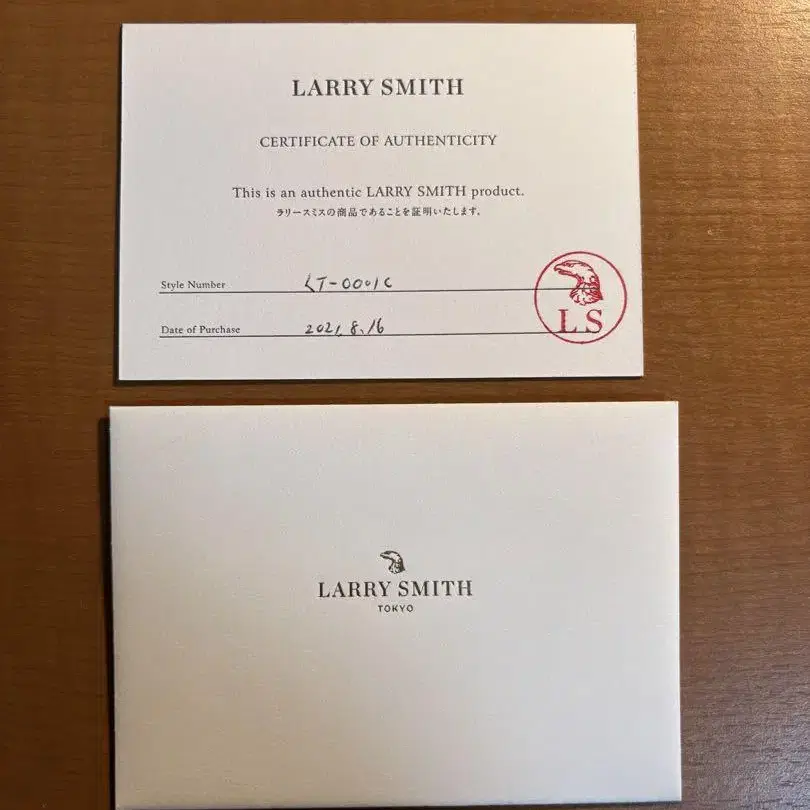 LARRY SMITH
CERTIFICATE OF AUTHENTICITY
This is an authentic LARRY SMITH product.
ラリースミスの商品であることを証明いたします。
Style Number LT-0001C
Date of Purchase 2021, 8. 16
LS
LARRY SMITH
TOKYO